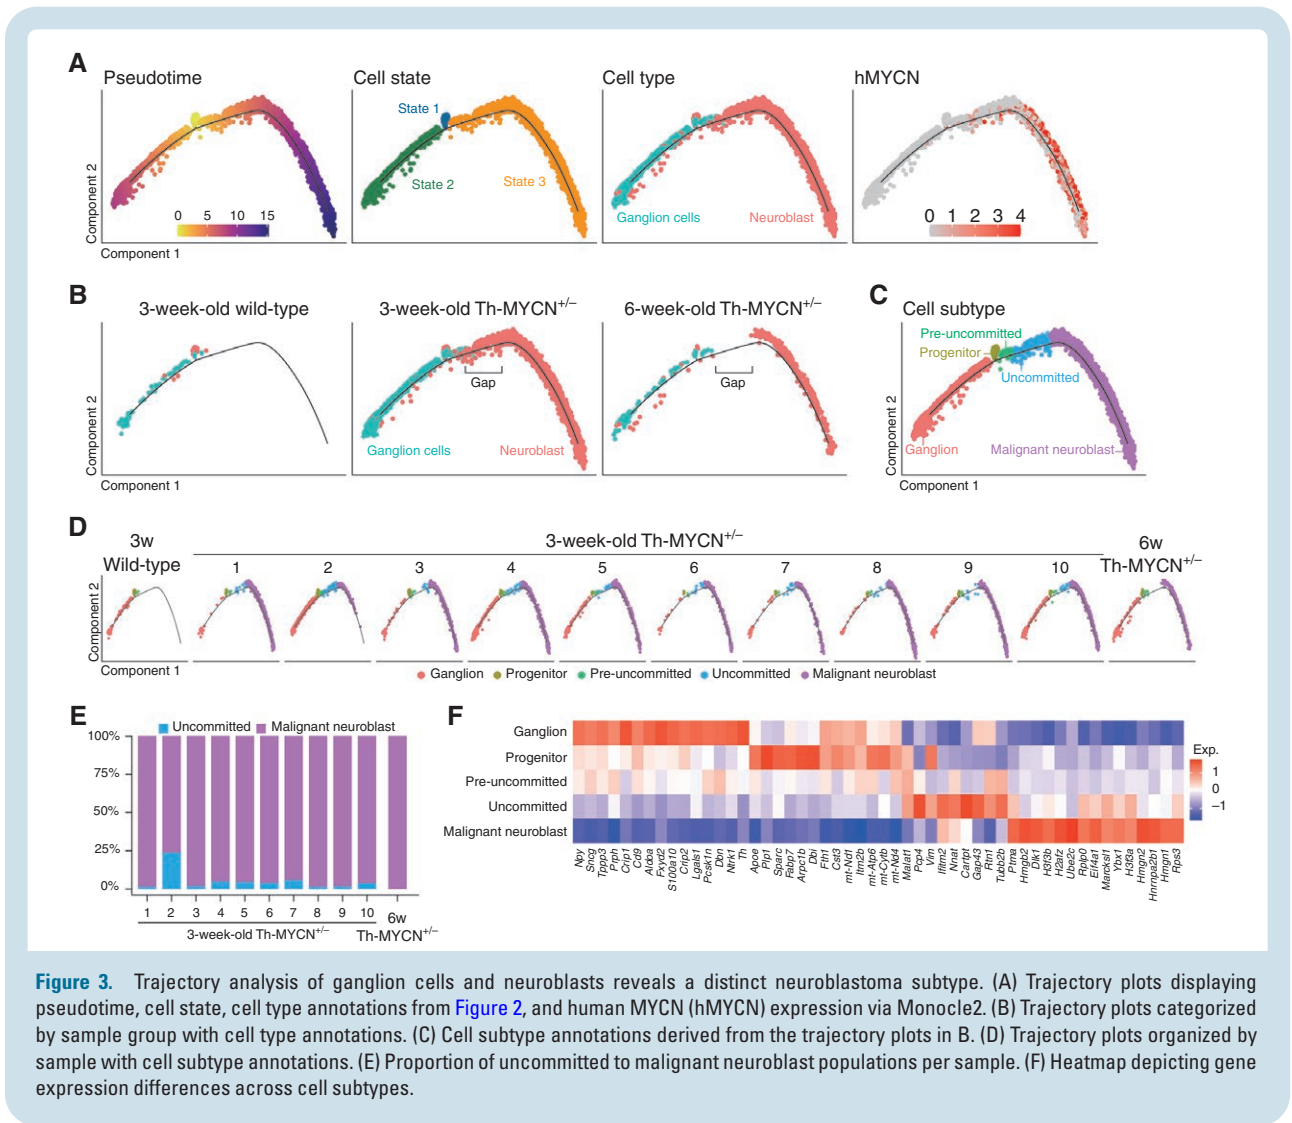 A
Pseudotime
Cell state
Cell type
hMYCN
State 1
State 2
State 3
Ganglion cells
Neuroblast
0 5 10 15
0 1 2 3 4
Component 2
Component 1
B
3-week-old wild-type
3-week-old Th-MYCN+/−
6-week-old Th-MYCN+/−
Gap
Gap
Ganglion cells
Neuroblast
Component 2
Component 1
C
Cell subtype
Pre-uncommitted
Progenitor
Uncommitted
Ganglion
Malignant neuroblast
Component 2
Component 1
D
3w
Wild-type
3-week-old Th-MYCN+/−
6w
Th-MYCN+/−
1 2 3 4 5 6 7 8 9 10
Component 2
Component 1
Ganglion Progenitor Pre-uncommitted Uncommitted Malignant neuroblast
E
Uncommitted Malignant neuroblast
100%
75%
50%
25%
0%
1 2 3 4 5 6 7 8 9 10
6w
3-week-old Th-MYCN+/−
Th-MYCN+/−
F
Ganglion
Progenitor
Pre-uncommitted
Uncommitted
Malignant neuroblast
Exp.
1
0
−1
Npy
Sncg
Tppp3
Prph
Crip1
Cd9
Aldoa
Fxyd2
S100a10
Crip2
Lgals1
Pcsk1n
Dbn
Ntrk1
Th
Apoe
Plp1
Sparc
Fabp7
Arpc1b
Dbi
Fth1
Cst3
mt-Nd1
Itm2b
mt-Atp6
mt-Cytb
mt-Nd4
Malat1
Pcp4
Vim
Ifitm2
Nnat
Cartpt
Gap43
Rtn1
Tubb2b
Ptma
Hmgb2
Dlk1
H3f3b
H2afz
Ube2c
Rplp0
Eif4a1
Marcksl1
Ybx1
H3f3a
Hmgn2
Hnrnpa2b1
Hmgn1
Rps3
Figure 3. Trajectory analysis of ganglion cells and neuroblasts reveals a distinct neuroblastoma subtype. (A) Trajectory plots displaying
pseudotime, cell state, cell type annotations from Figure 2, and human MYCN (hMYCN) expression via Monocle2. (B) Trajectory plots categorized
by sample group with cell type annotations. (C) Cell subtype annotations derived from the trajectory plots in B. (D) Trajectory plots organized by
sample with cell subtype annotations. (E) Proportion of uncommitted to malignant neuroblast populations per sample. (F) Heatmap depicting gene
expression differences across cell subtypes.